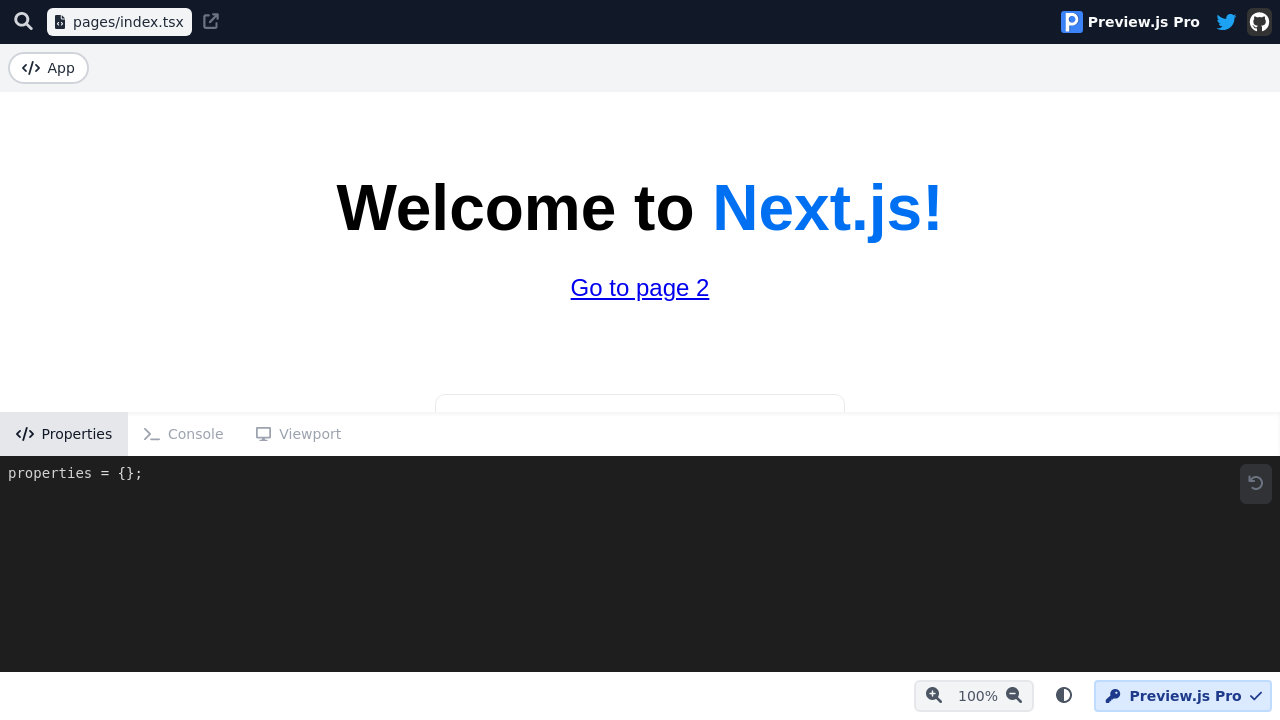 pages/index.tsx
Preview.js Pro
App
Welcome to Next.js!
Go to page 2
Properties
Console
Viewport
properties = {};
100%
Preview.js Pro